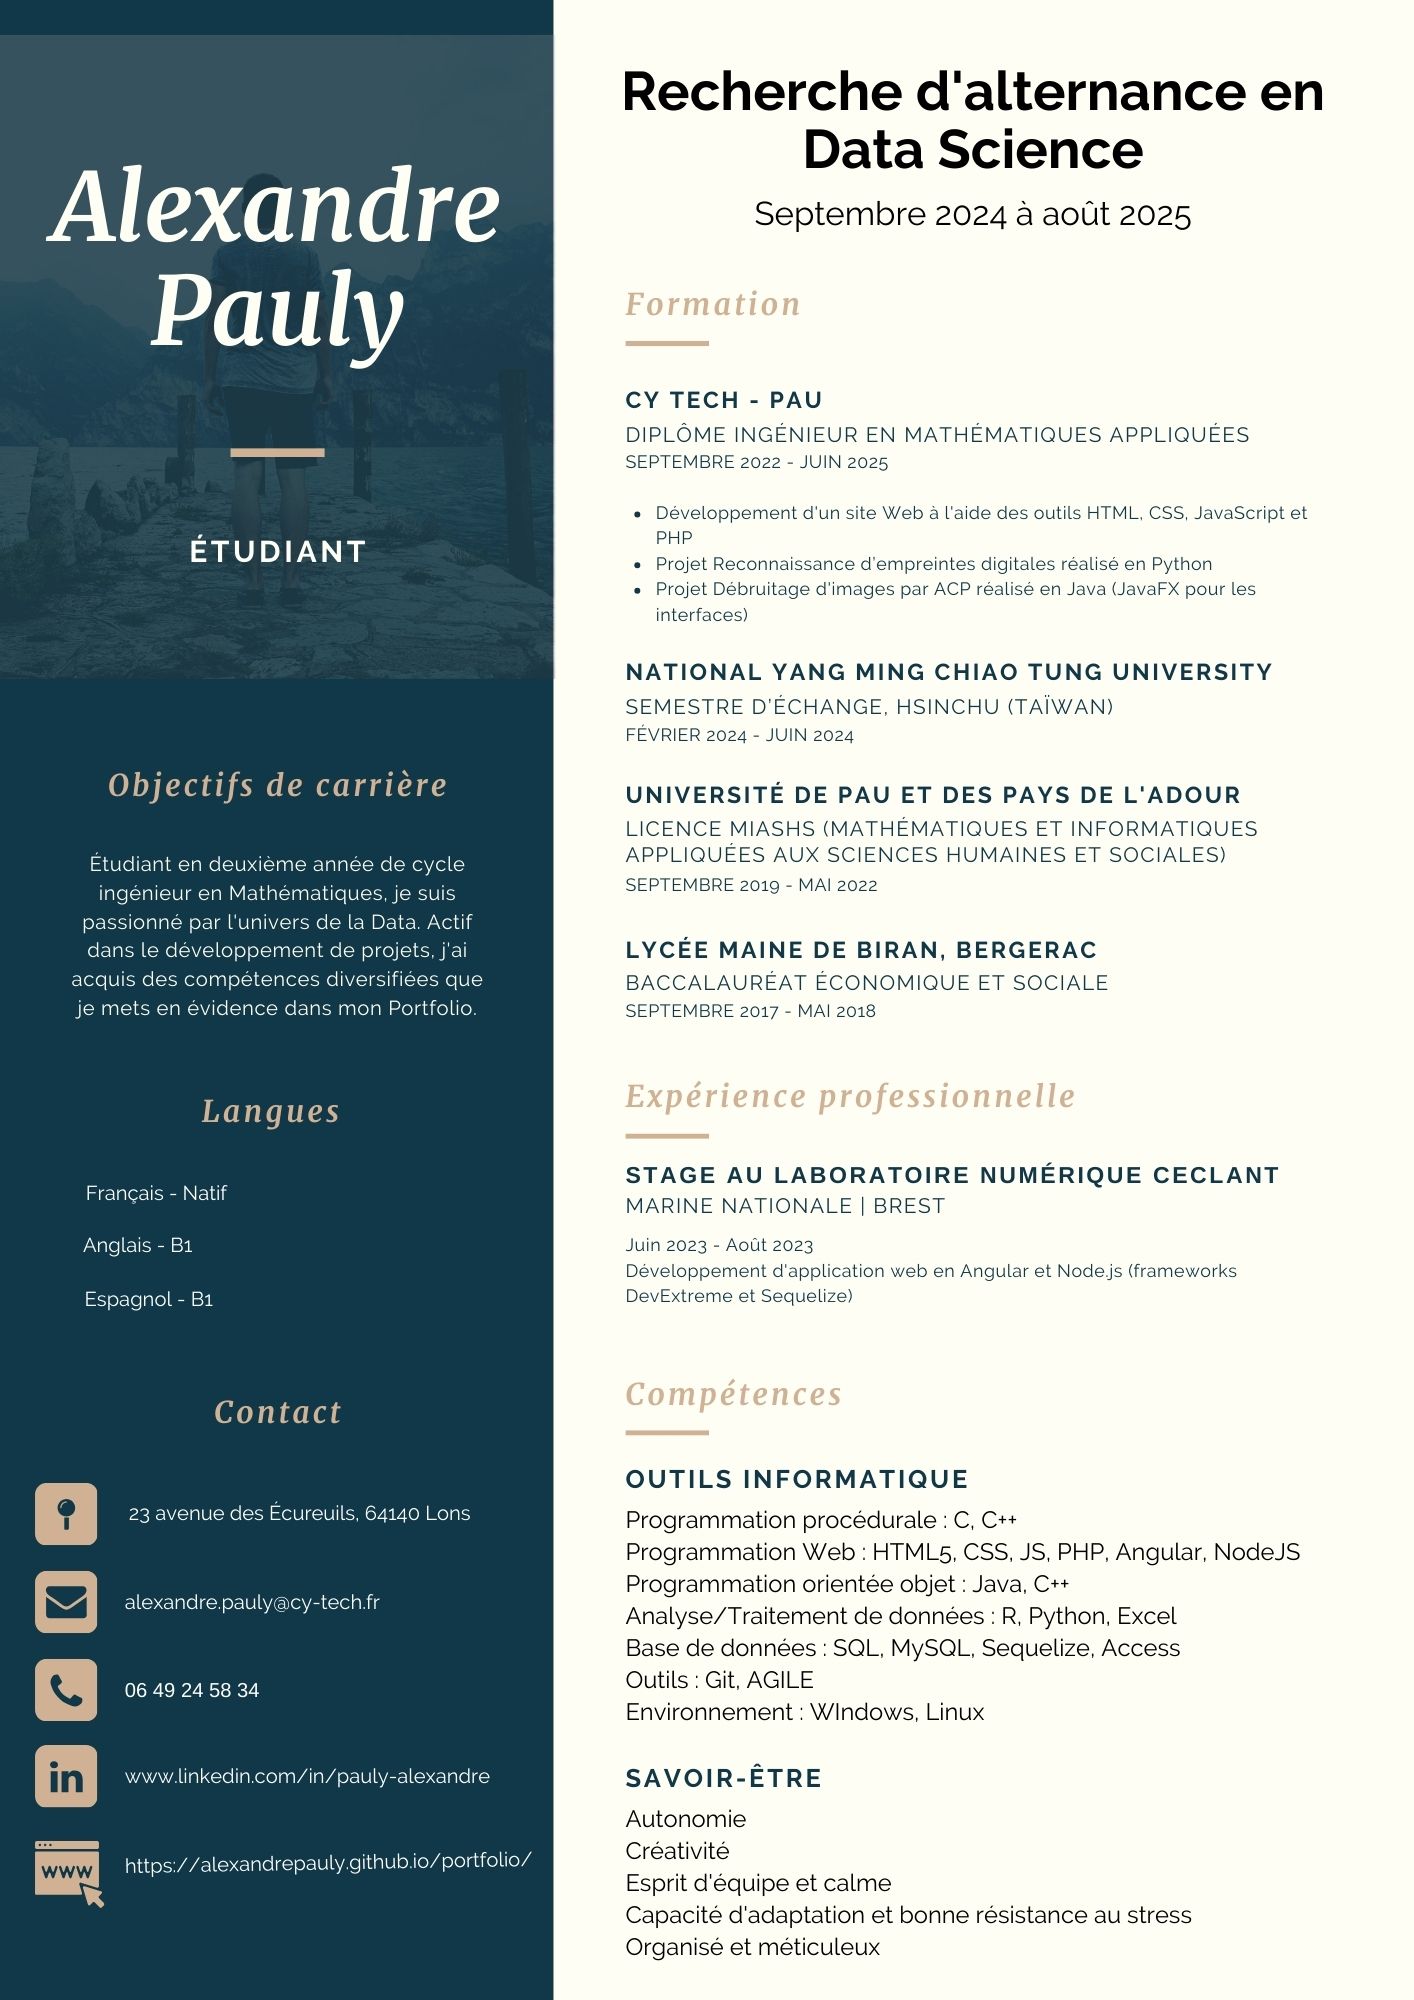 Alexandre
Pauly
ÉTUDIANT
Objectifs de carrière
Étudiant en deuxième année de cycle
ingénieur en Mathématiques, je suis
passionné par l'univers de la Data. Actif
dans le développement de projets, j'ai
acquis des compétences diversifiées que
je mets en évidence dans mon Portfolio.
Langues
Français - Natif
Anglais - B1
Espagnol - B1
Contact
23 avenue des Écureuils, 64140 Lons
alexandre.pauly@cy-tech.fr
06 49 24 58 34
in
www.linkedin.com/in/pauly-alexandre
WWW
https://alexandrepauly.github.io/portfolio/
Recherche d'alternance en
Data Science
Septembre 2024 à août 2025
Formation
CY TECH - PAU
DIPLÔME INGÉNIEUR EN MATHÉMATIQUES APPLIQUÉES
SEPTEMBRE 2022 - JUIN 2025
• Développement d'un site Web à l'aide des outils HTML, CSS, JavaScript et
PHP
• Projet Reconnaissance d'empreintes digitales réalisé en Python
• Projet Débruitage d'images par ACP réalisé en Java (JavaFX pour les
interfaces)
NATIONAL YANG MING CHIAO TUNG UNIVERSITY
SEMESTRE D'ÉCHANGE, HSINCHU (TAÏWAN)
FÉVRIER 2024 - JUIN 2024
UNIVERSITÉ DE PAU ET DES PAYS DE L'ADOUR
LICENCE MIASHS (MATHÉMATIQUES ET INFORMATIQUES
APPLIQUÉES AUX SCIENCES HUMAINES ET SOCIALES)
SEPTEMBRE 2019 - MAI 2022
LYCÉE MAINE DE BIRAN, BERGERAC
BACCALAURÉAT ÉCONOMIQUE ET SOCIALE
SEPTEMBRE 2017 - MAI 2018
Expérience professionnelle
STAGE AU LABORATOIRE NUMÉRIQUE CECLANT
MARINE NATIONALE | BREST
Juin 2023 - Août 2023
Développement d'application web en Angular et Node.js (frameworks
DevExtreme et Sequelize)
Compétences
OUTILS INFORMATIQUE
Programmation procédurale : C, C++
Programmation Web : HTML5, CSS, JS, PHP, Angular, NodeJS
Programmation orientée objet : Java, C++
Analyse/Traitement de données : R, Python, Excel
Base de données : SQL, MySQL, Sequelize, Access
Outils : Git, AGILE
Environnement : WIndows, Linux
SAVOIR-ÊTRE
Autonomie
Créativité
Esprit d'équipe et calme
Capacité d'adaptation et bonne résistance au stress
Organisé et méticuleux